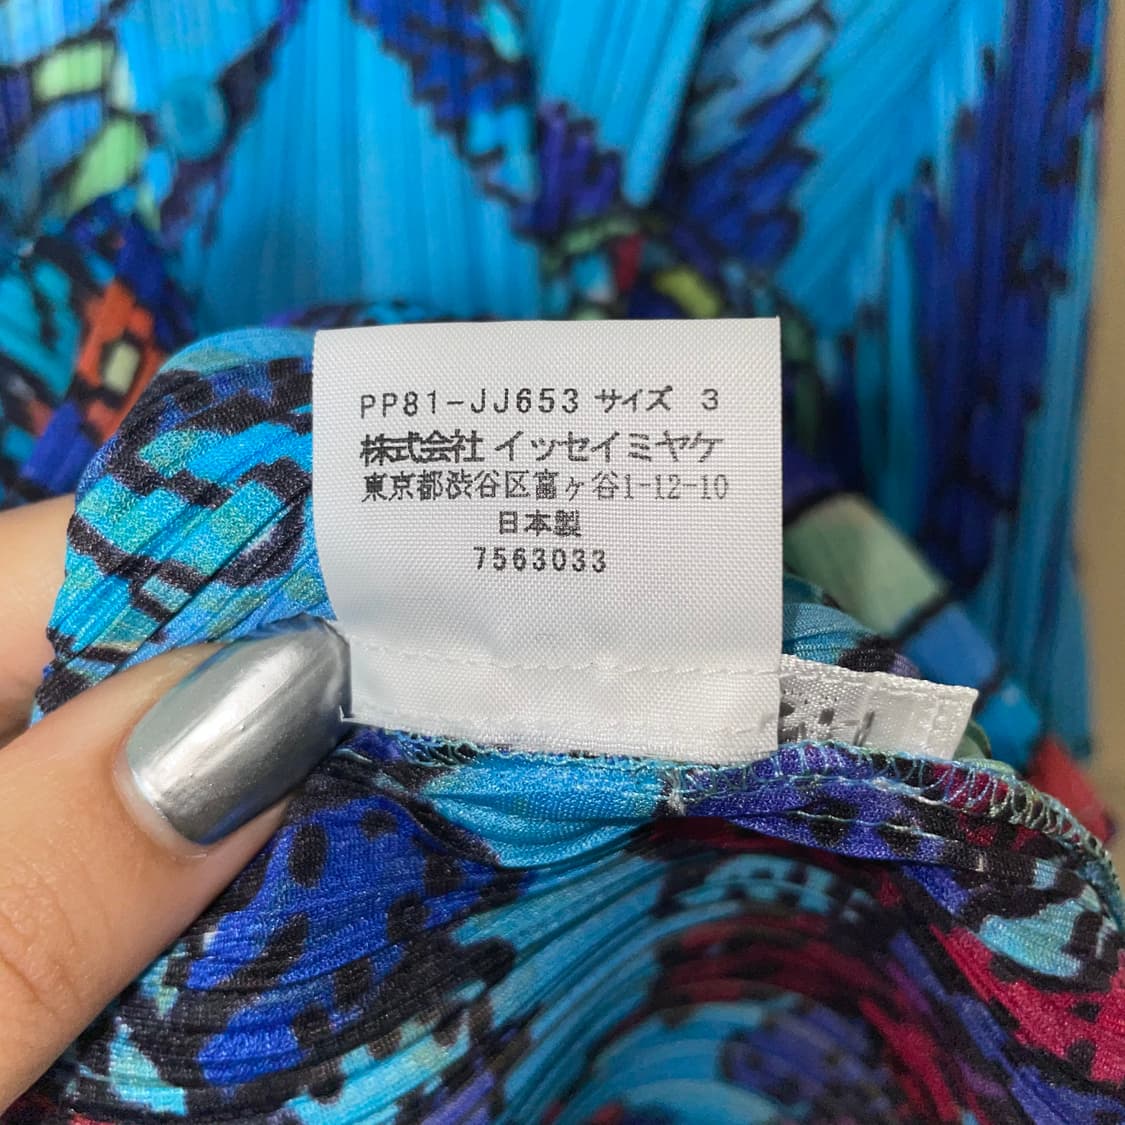 PP81-JJ653 サイズ 3
株式会社 イッセイミヤケ
東京都渋谷区富ヶ谷1-12-10
日本製
7563033